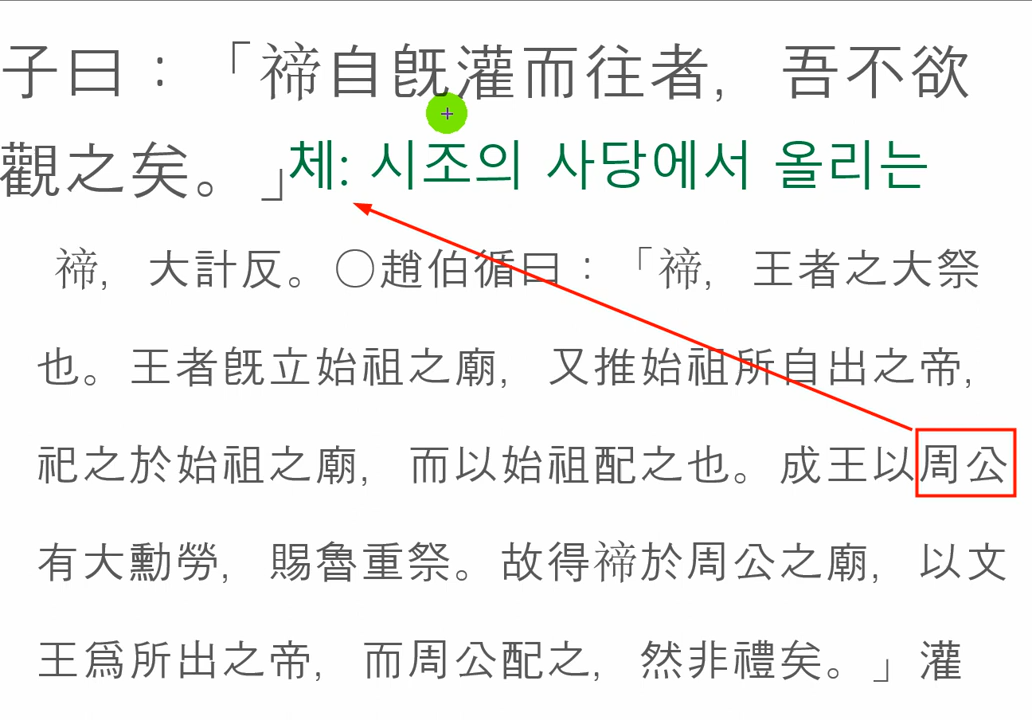 子曰：「禘自旣灌而往者, 吾不欲
觀之矣。」체: 시조의 사당에서 올리는
禘, 大計反。〇趙伯循曰：「禘, 王者之大祭
也。王者旣立始祖之廟, 又推始祖所自出之帝,
祀之於始祖之廟, 而以始祖配之也。成王以周公
有大勳勞, 賜魯重祭。故得禘於周公之廟, 以文
王爲所出之帝, 而周公配之, 然非禮矣。」灌